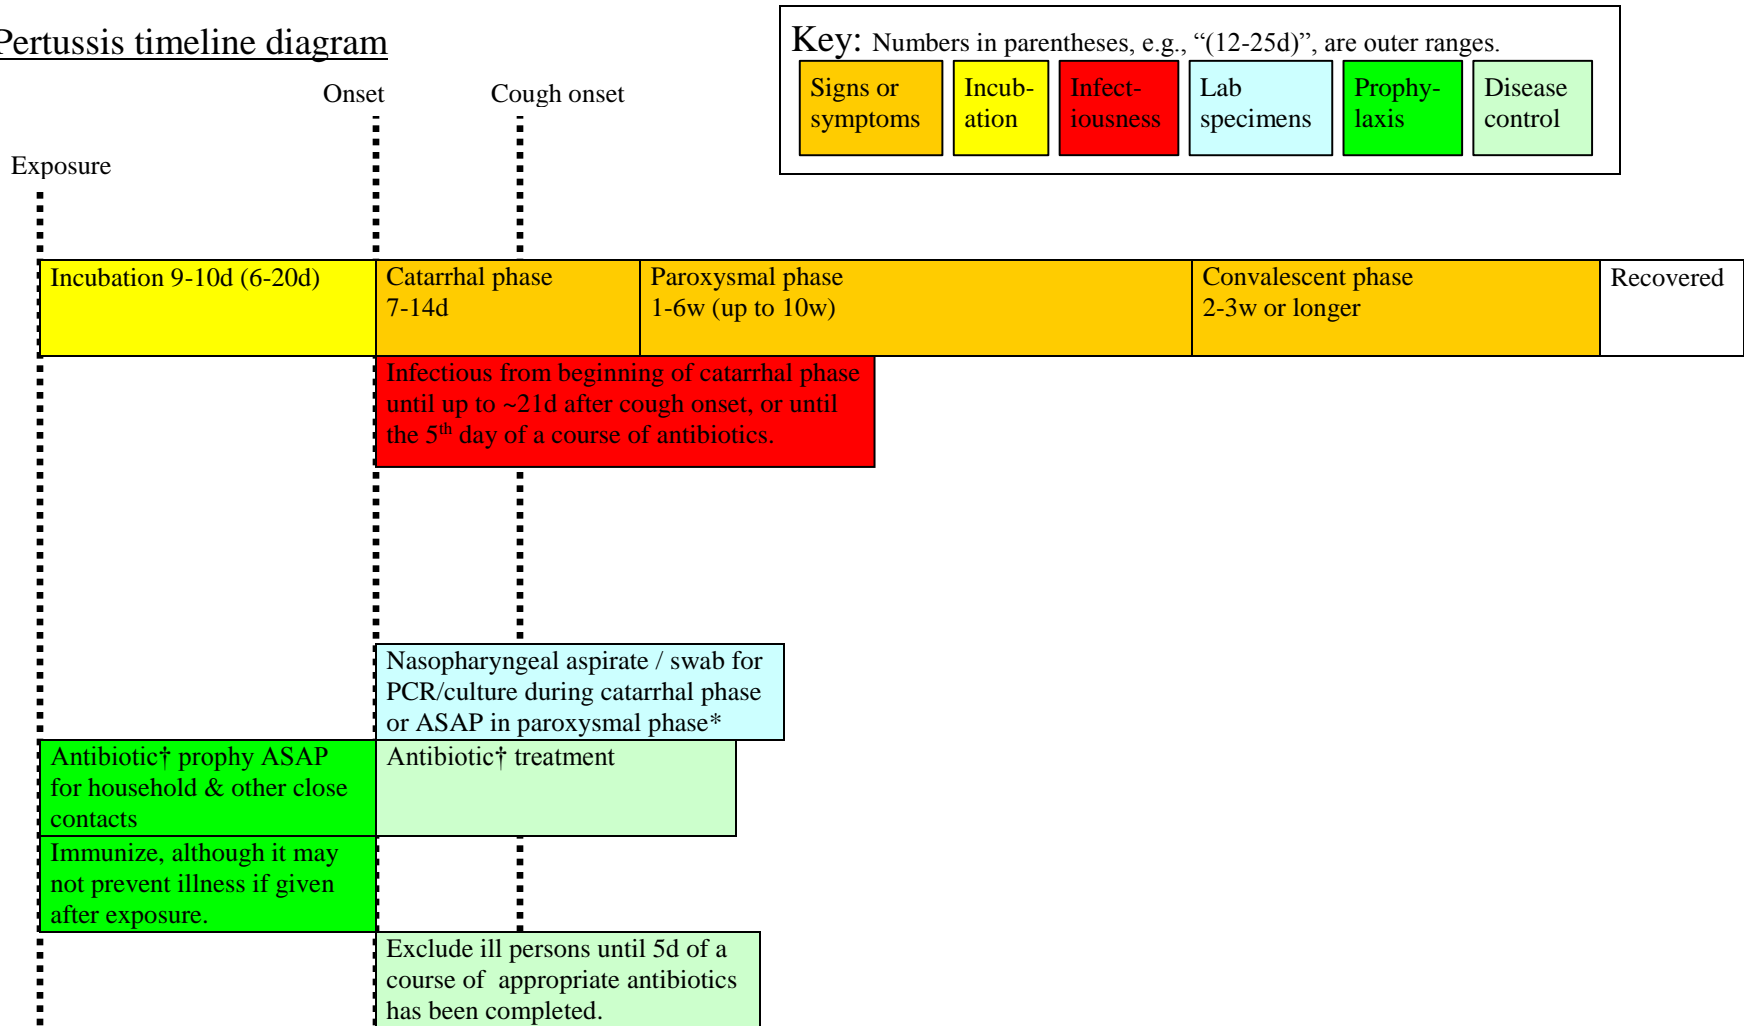 Pertussis timeline diagram
Key: Numbers in parentheses, e.g., “(12-25d)”, are outer ranges.
Signs or
symptoms
Incub-
ation
Infect-
iousness
Lab
specimens
Prophy-
laxis
Disease
control
Onset
Cough onset
Exposure
Incubation 9-10d (6-20d)
Catarrhal phase
7-14d
Paroxysmal phase
1-6w (up to 10w)
Convalescent phase
2-3w or longer
Recovered
Infectious from beginning of catarrhal phase
until up to ~21d after cough onset, or until
the 5th day of a course of antibiotics.
Nasopharyngeal aspirate / swab for
PCR/culture during catarrhal phase
or ASAP in paroxysmal phase*
Antibiotic† prophy ASAP
for household & other close
contacts
Antibiotic† treatment
Immunize, although it may
not prevent illness if given
after exposure.
Exclude ill persons until 5d of a
course of  appropriate antibiotics
has been completed.